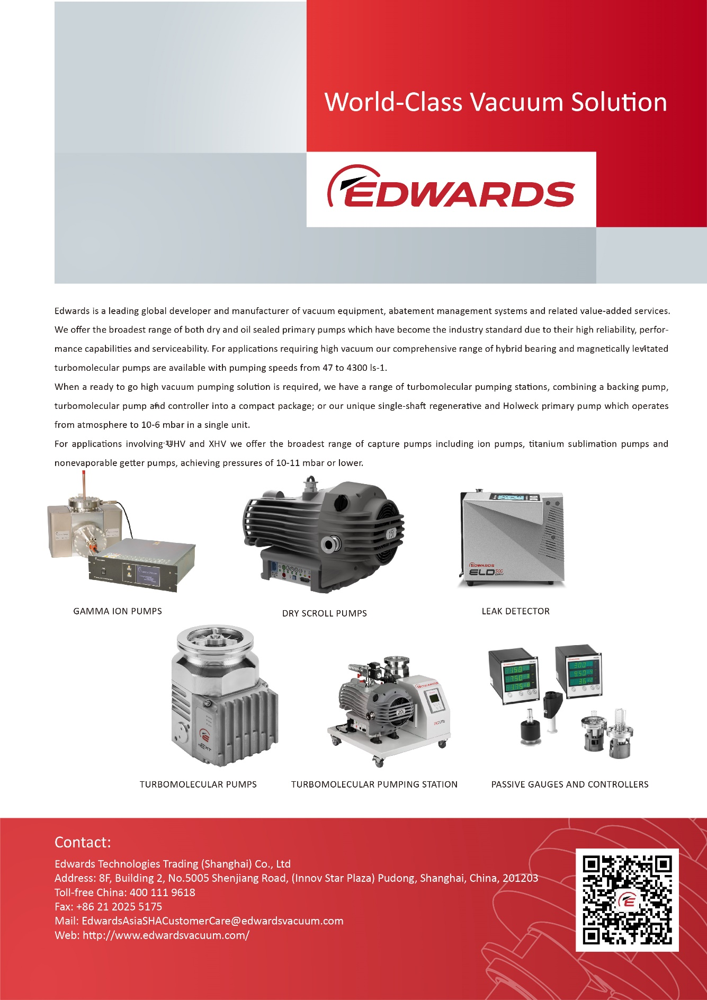 World-Class Vacuum Solution
EDWARDS
Edwards is a leading global developer and manufacturer of vacuum equipment, abatement management systems and related value-added services.
We offer the broadest range of both dry and oil sealed primary pumps which have become the industry standard due to their high reliability, perfor-
mance capabilities and serviceability. For applications requiring high vacuum our comprehensive range of hybrid bearing and magnetically levitated
turbomolecular pumps are available with pumping speeds from 47 to 4300 ls-1.
When a ready to go high vacuum pumping solution is required, we have a range of turbomolecular pumping stations, combining a backing pump,
turbomolecular pump and controller into a compact package; or our unique single-shaft regenerative and Holweck primary pump which operates
from atmosphere to 10-6 mbar in a single unit.
For applications involving UHV and XHV we offer the broadest range of capture pumps including ion pumps, titanium sublimation pumps and
nonevaporable getter pumps, achieving pressures of 10-11 mbar or lower.
15i
EDWARDS
ELD500
DRY
GAMMA ION PUMPS
DRY SCROLL PUMPS
LEAK DETECTOR
nEXT
EDWARDS
20i
TURBOMOLECULAR PUMPS
TURBOMOLECULAR PUMPING STATION
PASSIVE GAUGES AND CONTROLLERS
Contact:
Edwards Technologies Trading (Shanghai) Co., Ltd
Address: 8F, Building 2, No.5005 Shenjiang Road, (Innov Star Plaza) Pudong, Shanghai, China, 201203
Toll-free China: 400 111 9618
Fax: +86 21 2025 5175
Mail: EdwardsAsiaSHACustomerCare@edwardsvacuum.com
Web: http://www.edwardsvacuum.com/